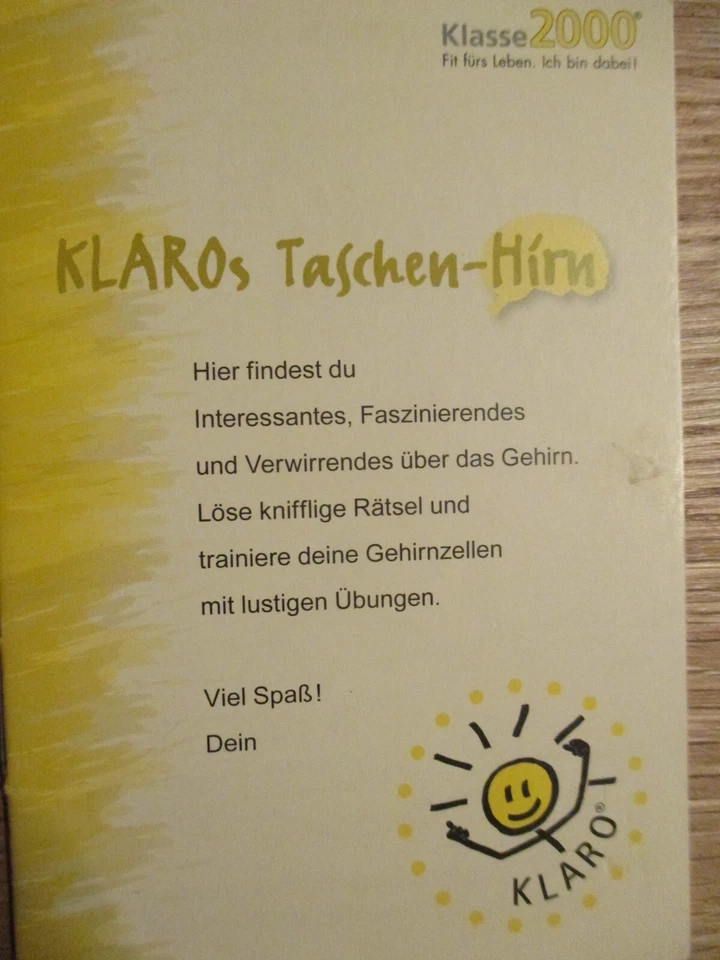 Klasse2000®
Fit fürs Leben. Ich bin dabei!
KLAROs Taschen-Hirn
Hier findest du
Interessantes, Faszinierendes
und Verwirrendes über das Gehirn.
Löse knifflige Rätsel und
trainiere deine Gehirnzellen
mit lustigen Übungen.
Viel Spaß!
Dein
KLARO®